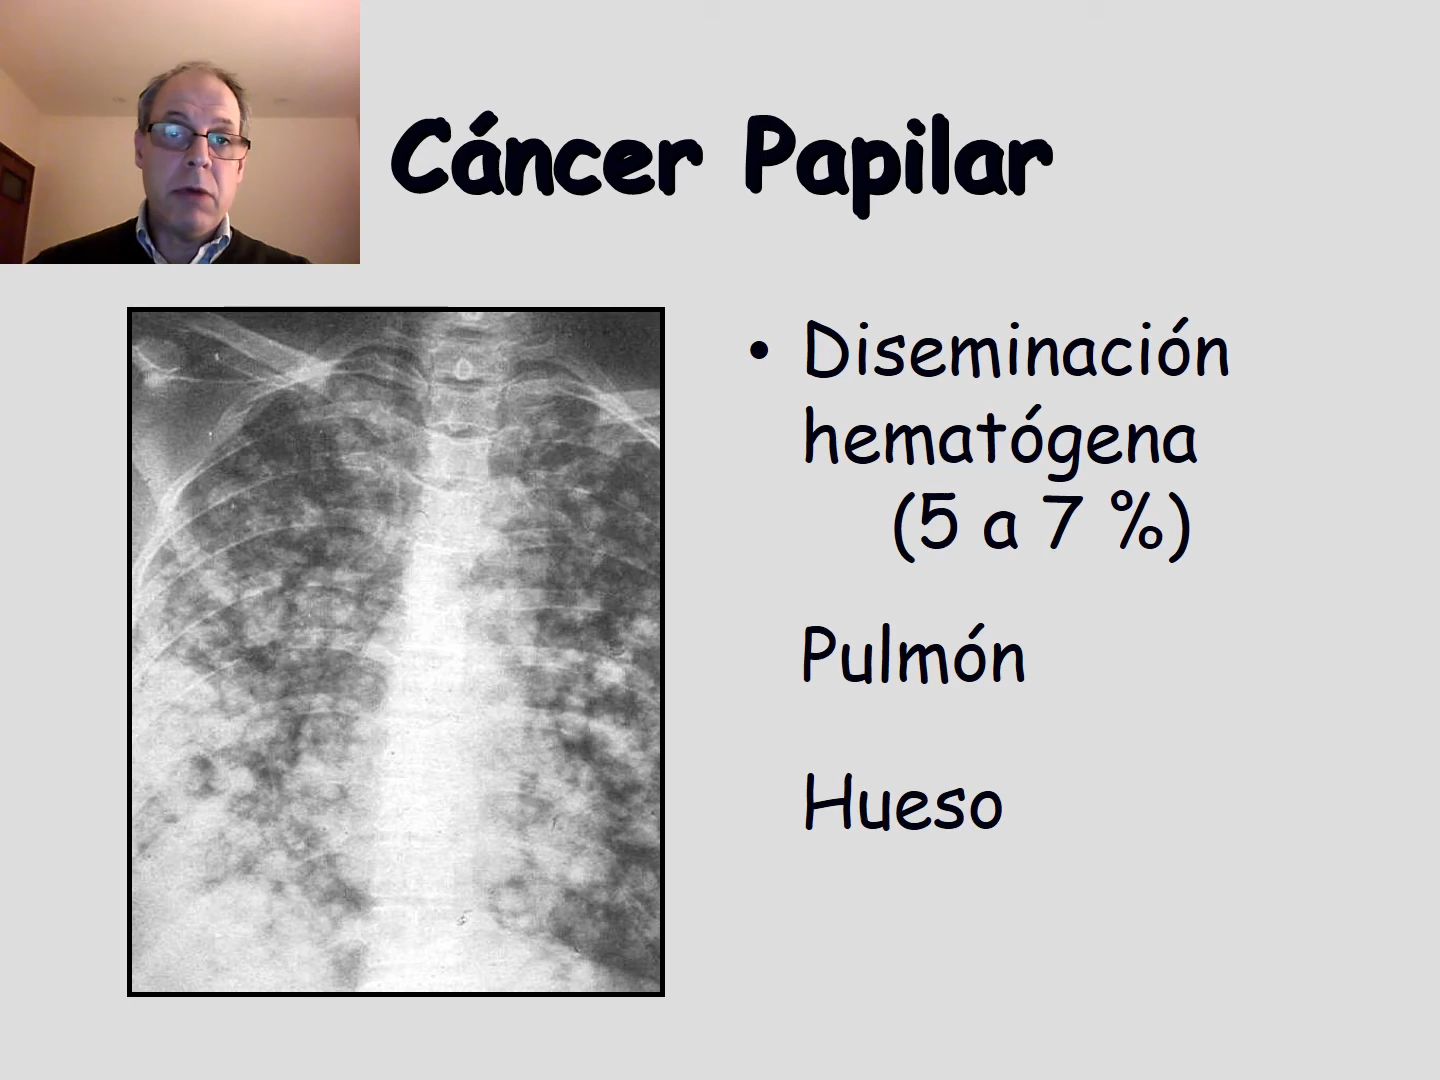 Cáncer Papilar
• Diseminación
hematógena
(5 a 7 %)
Pulmón
Hueso